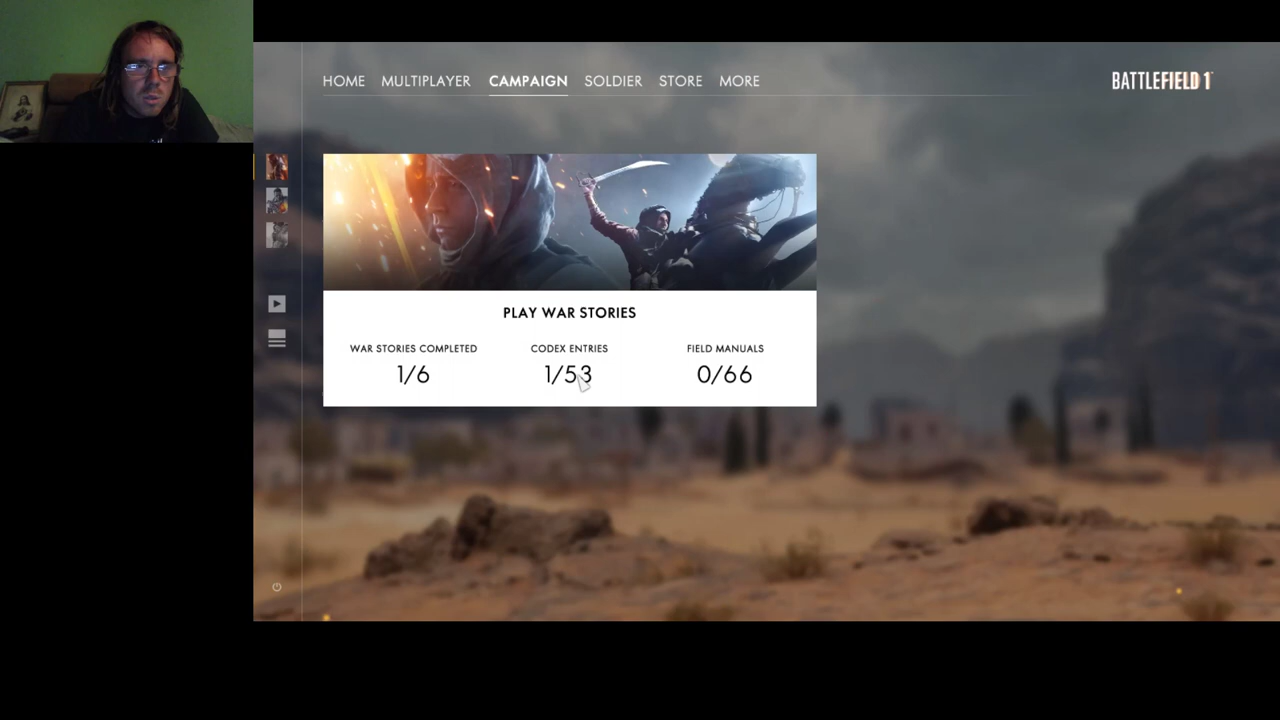 HOME MULTIPLAYER CAMPAIGN SOLDIER STORE MORE
BATTLEFIELD 1
PLAY WAR STORIES
WAR STORIES COMPLETED CODEX ENTRIES FIELD MANUALS
1/6 1/53 0/66